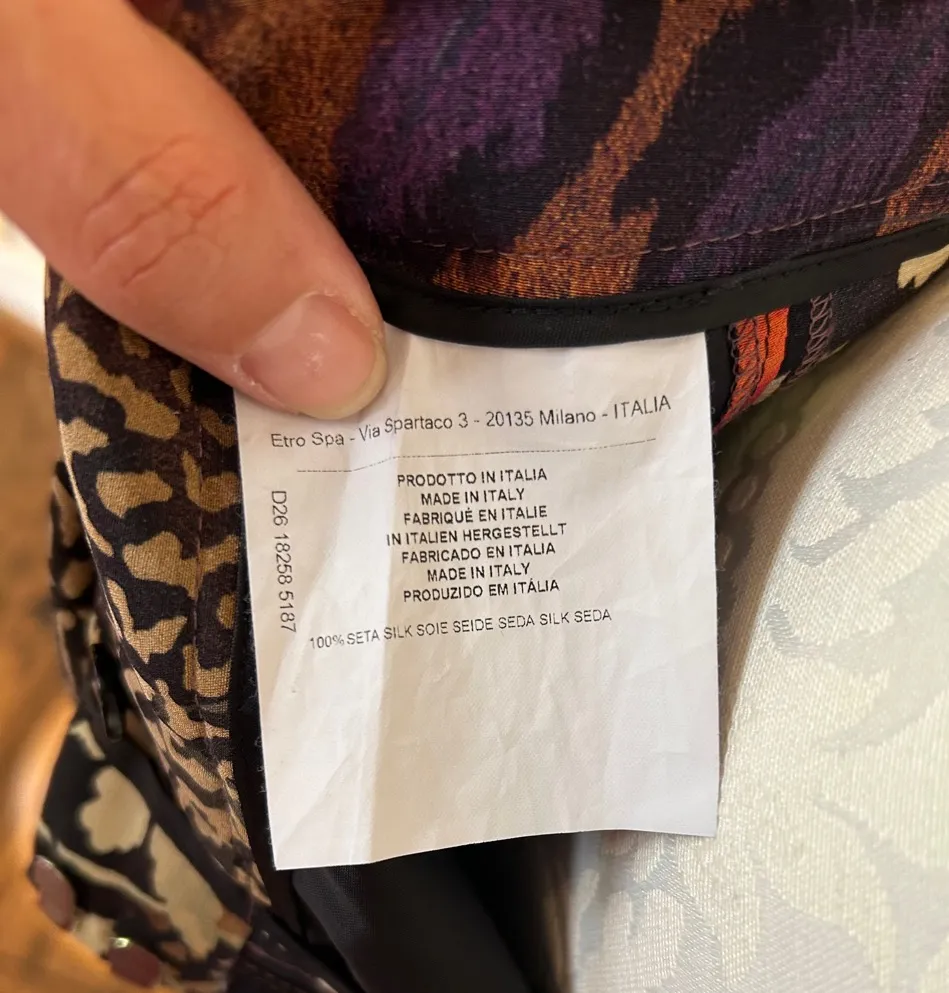 Etro Spa - Via Spartaco 3 - 20135 Milano - ITALIA
PRODOTTO IN ITALIA
MADE IN ITALY
FABRIQUÈ EN ITALIE
IN ITALIEN HERGESTELLT
FABRICADO EN ITALIA
MADE IN ITALY
PRODUZIDO EM ITÁLIA
100% SETA SILK SOIE SEIDE SEDA SILK SEDA
D26 18258 5187